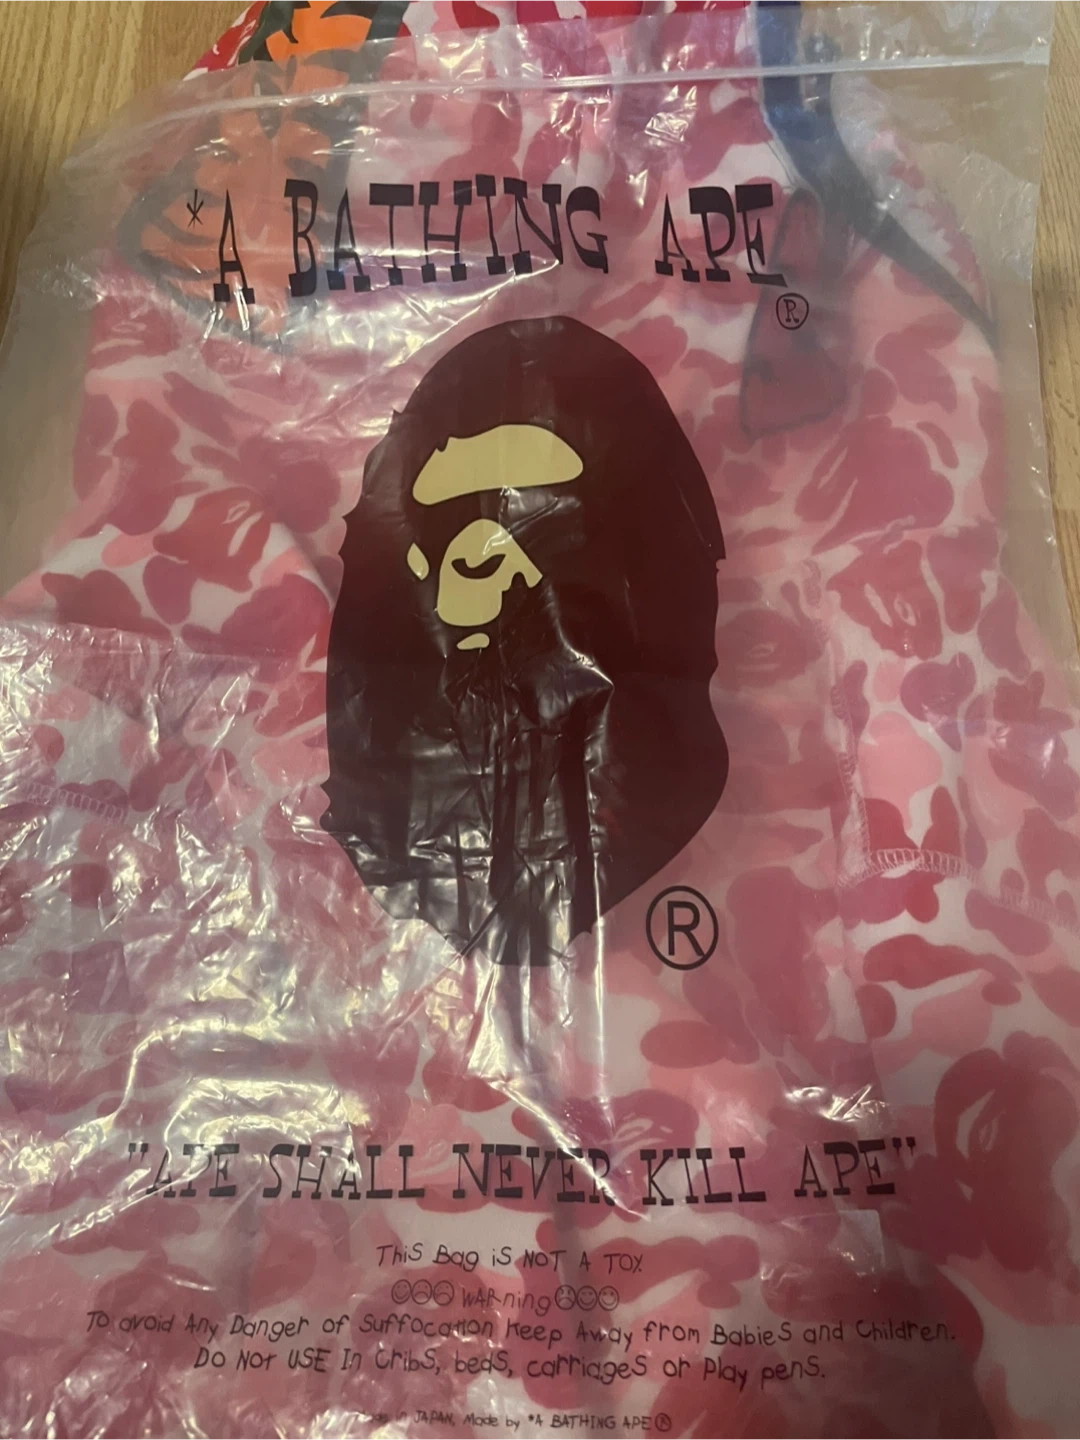 *A BATHING APE
®
®
"APE SHALL NEVER KILL APE"
This Bag iS NOT A TOY
WARning
To avoid Any Danger of Suffocation Keep Away from BabieS and Children.
Do Not USE In CribS, beds, carriageS or Play penS.
in JAPAN, Made by *A BATHING APE®